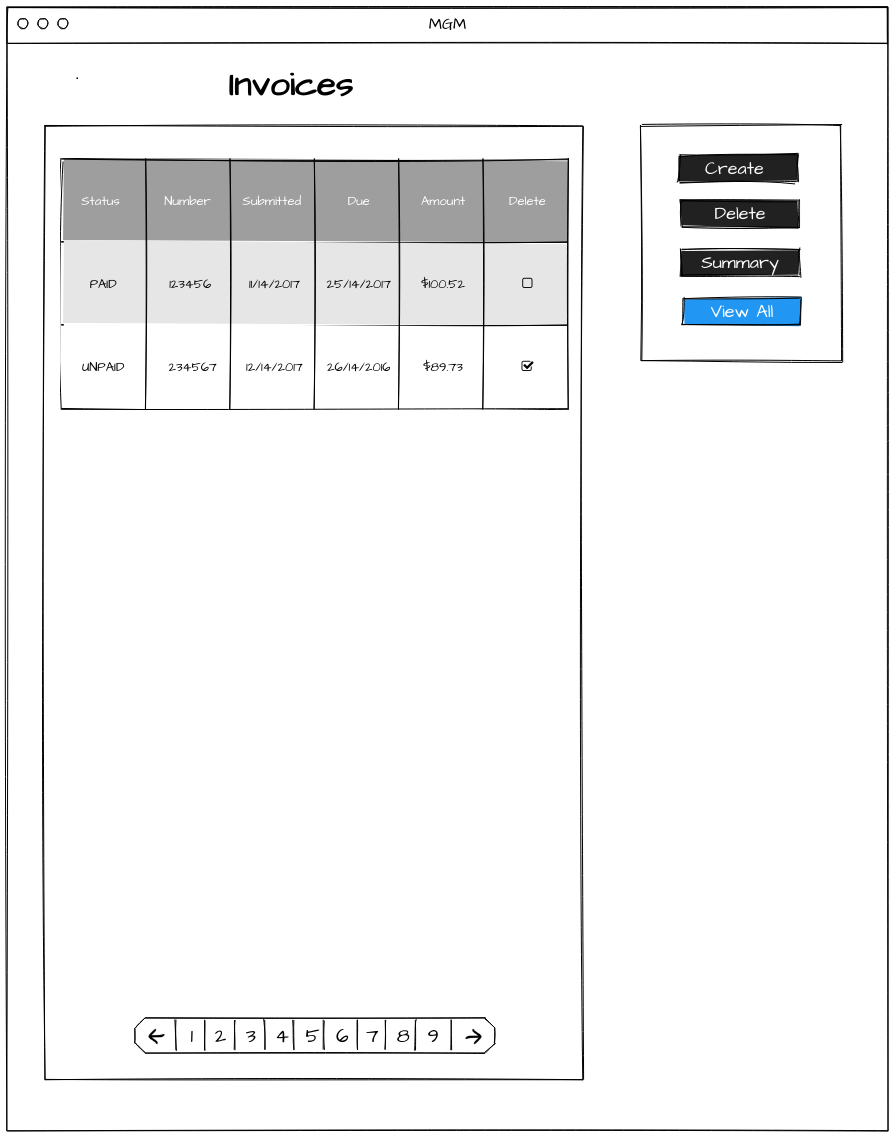 MGM
Invoices
Status Number Submitted Due Amount Delete
PAID 123456 11/14/2017 25/14/2017 $100.52
UNPAID 234567 12/14/2017 26/14/2016 $89.73
Create
Delete
Summary
View All
1 2 3 4 5 6 7 8 9